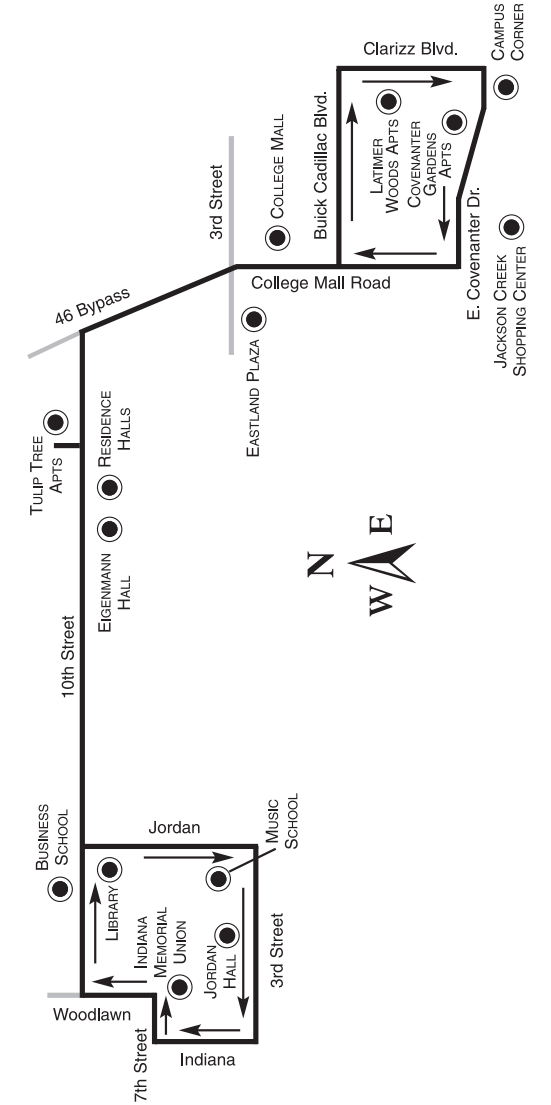 CAMPUS
CORNER
Clarizz Blvd.
COLLEGE MALL
3rd Street
Buick Cadillac Blvd.
LATIMER
WOODS APTS
COVENANTER
GARDENS
APTS
E. Covenanter Dr.
JACKSON CREEK
SHOPPING CENTER
College Mall Road
46 Bypass
EASTLAND PLAZA
TULIP TREE
APTS
RESIDENCE
HALLS
EIGENMANN
HALL
N
W
E
10th Street
BUSINESS
SCHOOL
Jordan
MUSIC
SCHOOL
LIBRARY
INDIANA
MEMORIAL
UNION
JORDAN
HALL
3rd Street
Woodlawn
7th Street
Indiana